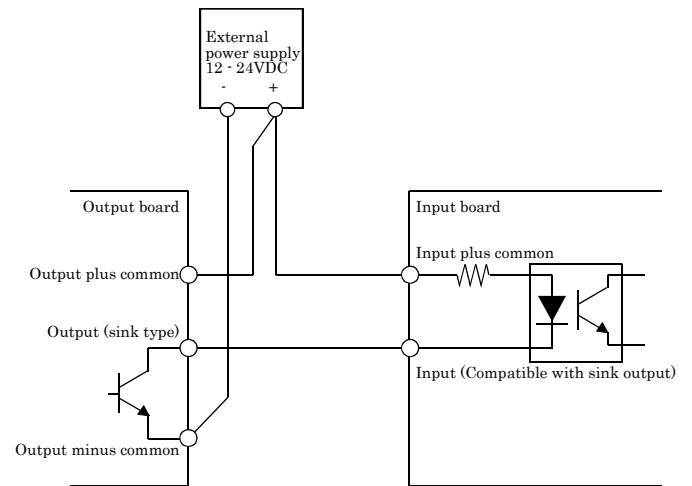 External
power supply
12 - 24VDC
- +
Output board
Input board
Input plus common
Output plus common
Output (sink type)
Input (Compatible with sink output)
Output minus common